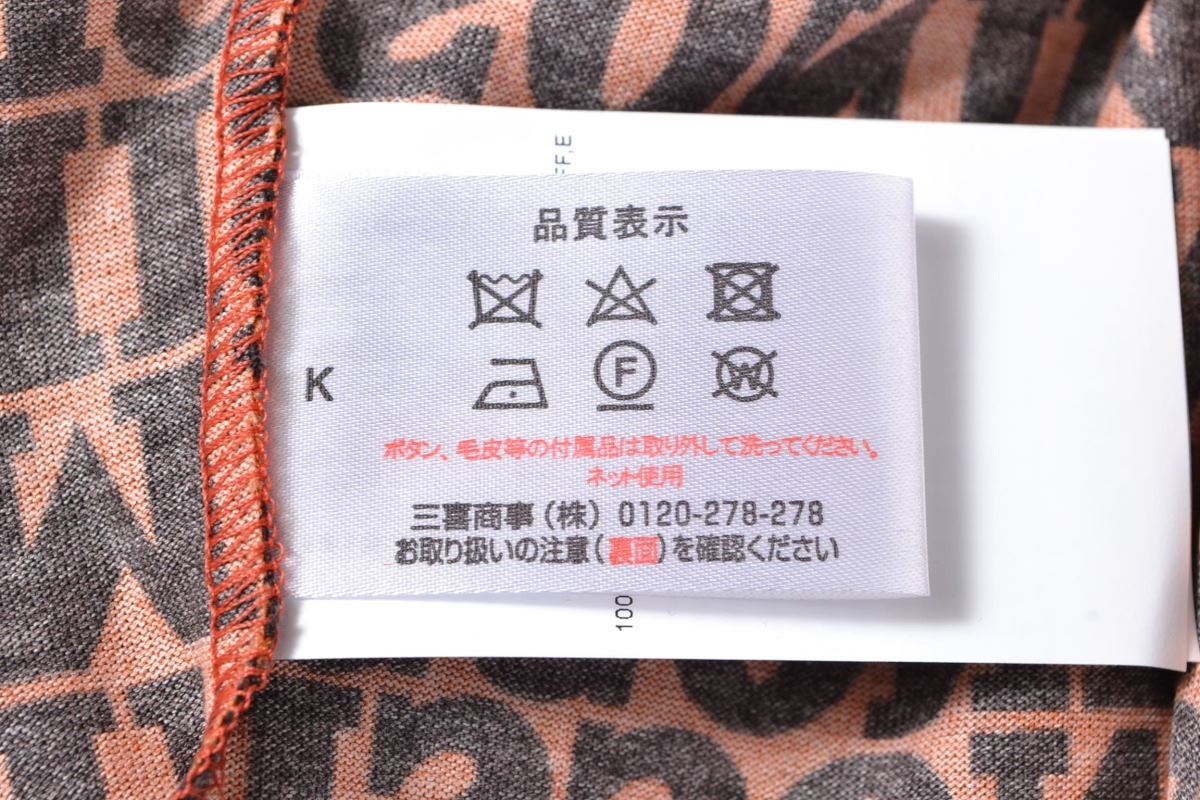 FF,E
品質表示
K
F
W
ボタン、毛皮等の付属品は取り外して洗ってください。
ネット使用
三喜商事（株）0120-278-278
お取り扱いの注意（裏面）を確認ください
100